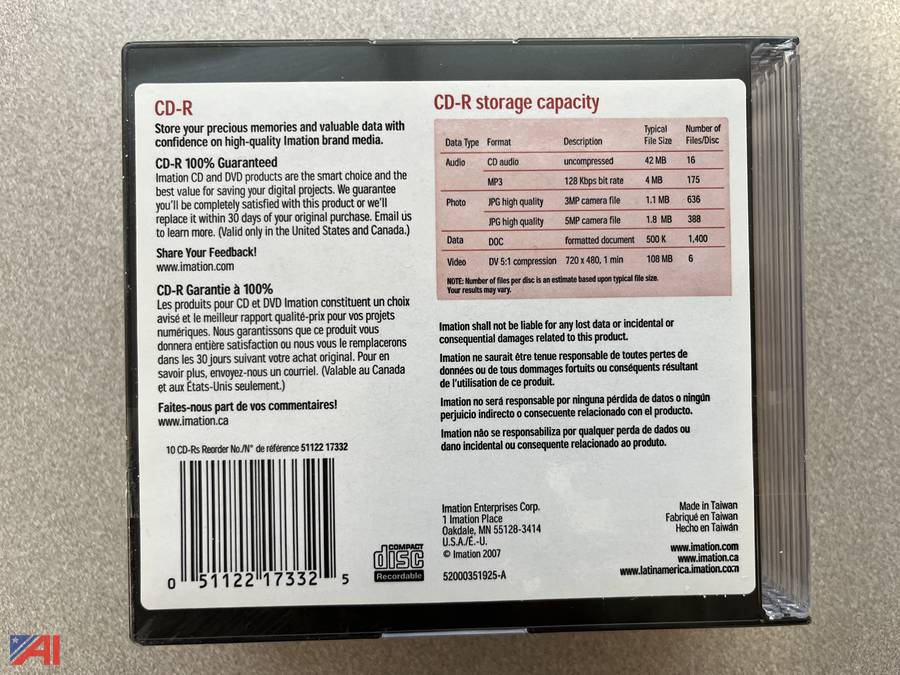 CD-R
Store your precious memories and valuable data with
confidence on high-quality Imation brand media.
CD-R 100% Guaranteed
Imation CD and DVD products are the smart choice and the
best value for saving your digital projects. We guarantee
you'll be completely satisfied with this product or we'll
replace it within 30 days of your original purchase. Email us
to learn more. (Valid only in the United States and Canada.)
Share Your Feedback!
www.imation.com
CD-R Garantie à 100%
Les produits pour CD et DVD Imation constituent un choix
avisé et le meilleur rapport qualité-prix pour vos projets
numériques. Nous garantissons que ce produit vous
donnera entière satisfaction ou nous vous le remplacerons
dans les 30 jours suivant votre achat original. Pour en
savoir plus, envoyez-nous un courriel. (Valable au Canada
et aux États-Unis seulement.)
Faites-nous part de vos commentaires!
www.imation.ca
10 CD-Rs Reorder No./N° de référence 51122 17332
0 51122 17332 5
COMPACT
disc
Recordable
CD-R storage capacity
Data Type Format Description Typical File Size Number of Files/Disc
Audio CD audio uncompressed 42 MB 16
MP3 128 Kbps bit rate 4 MB 175
Photo JPG high quality 3MP camera file 1.1 MB 636
JPG high quality 5MP camera file 1.8 MB 388
Data DOC formatted document 500 K 1,400
Video DV 5:1 compression 720 x 480, 1 min 108 MB 6
NOTE: Number of files per disc is an estimate based upon typical file size.
Your results may vary.
Imation shall not be liable for any lost data or incidental or
consequential damages related to this product.
Imation ne saurait être tenue responsable de toutes pertes de
données ou de tous dommages fortuits ou conséquents résultant
de l'utilisation de ce produit.
Imation no será responsable por ninguna pérdida de datos o ningún
perjuicio indirecto o consecuente relacionado con el producto.
Imation não se responsabiliza por qualquer perda de dados ou
dano incidental ou consequente relacionado ao produto.
Imation Enterprises Corp.
1 Imation Place
Oakdale, MN 55128-3414
U.S.A./É.-U.
© Imation 2007
52000351925-A
Made in Taiwan
Fabriqué en Taiwan
Hecho en Taiwán
www.imation.com
www.imation.ca
www.latinamerica.imation.com
AI